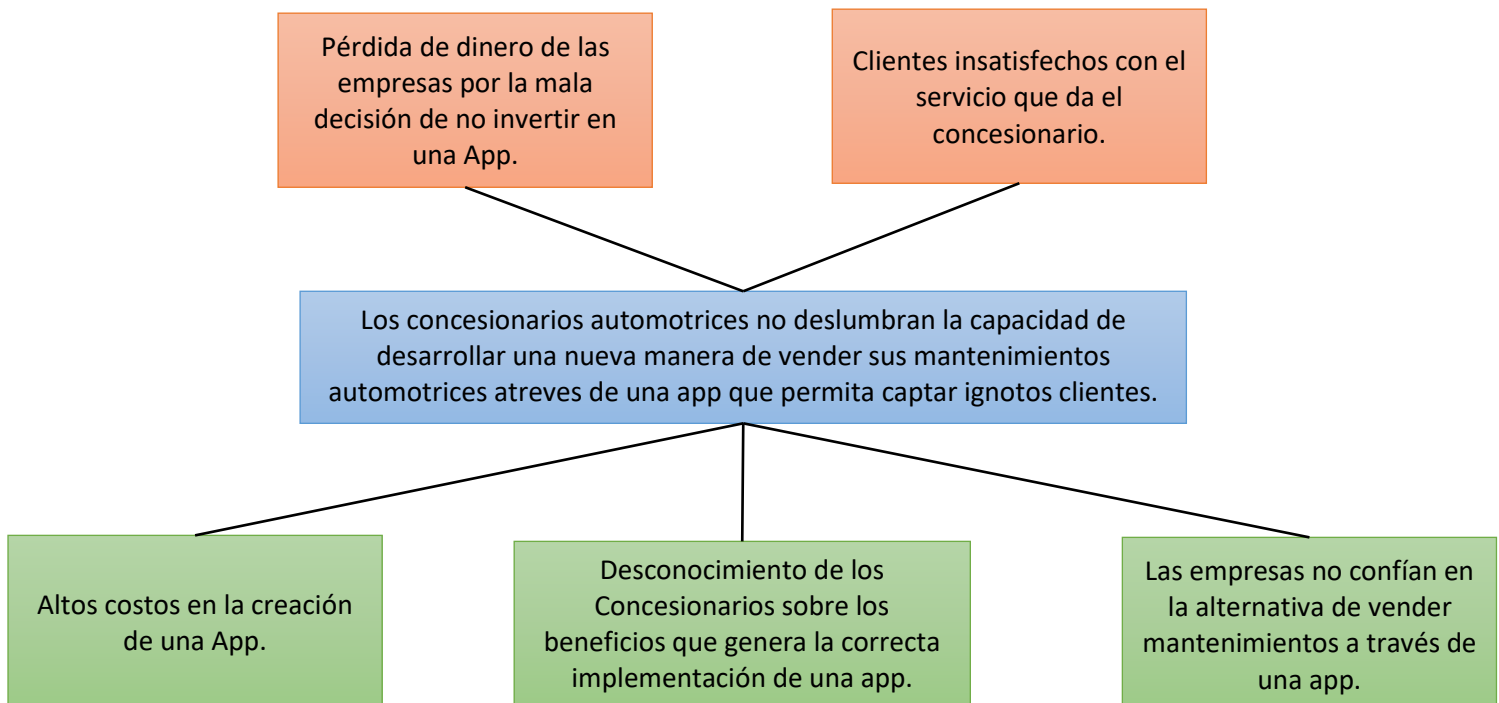 Pérdida de dinero de las
empresas por la mala
decisión de no invertir en
una App.
Clientes insatisfechos con el
servicio que da el
concesionario.
Los concesionarios automotrices no deslumbran la capacidad de
desarrollar una nueva manera de vender sus mantenimientos
automotrices atreves de una app que permita captar ignotos clientes.
Altos costos en la creación
de una App.
Desconocimiento de los
Concesionarios sobre los
beneficios que genera la correcta
implementación de una app.
Las empresas no confían en
la alternativa de vender
mantenimientos a través de
una app.